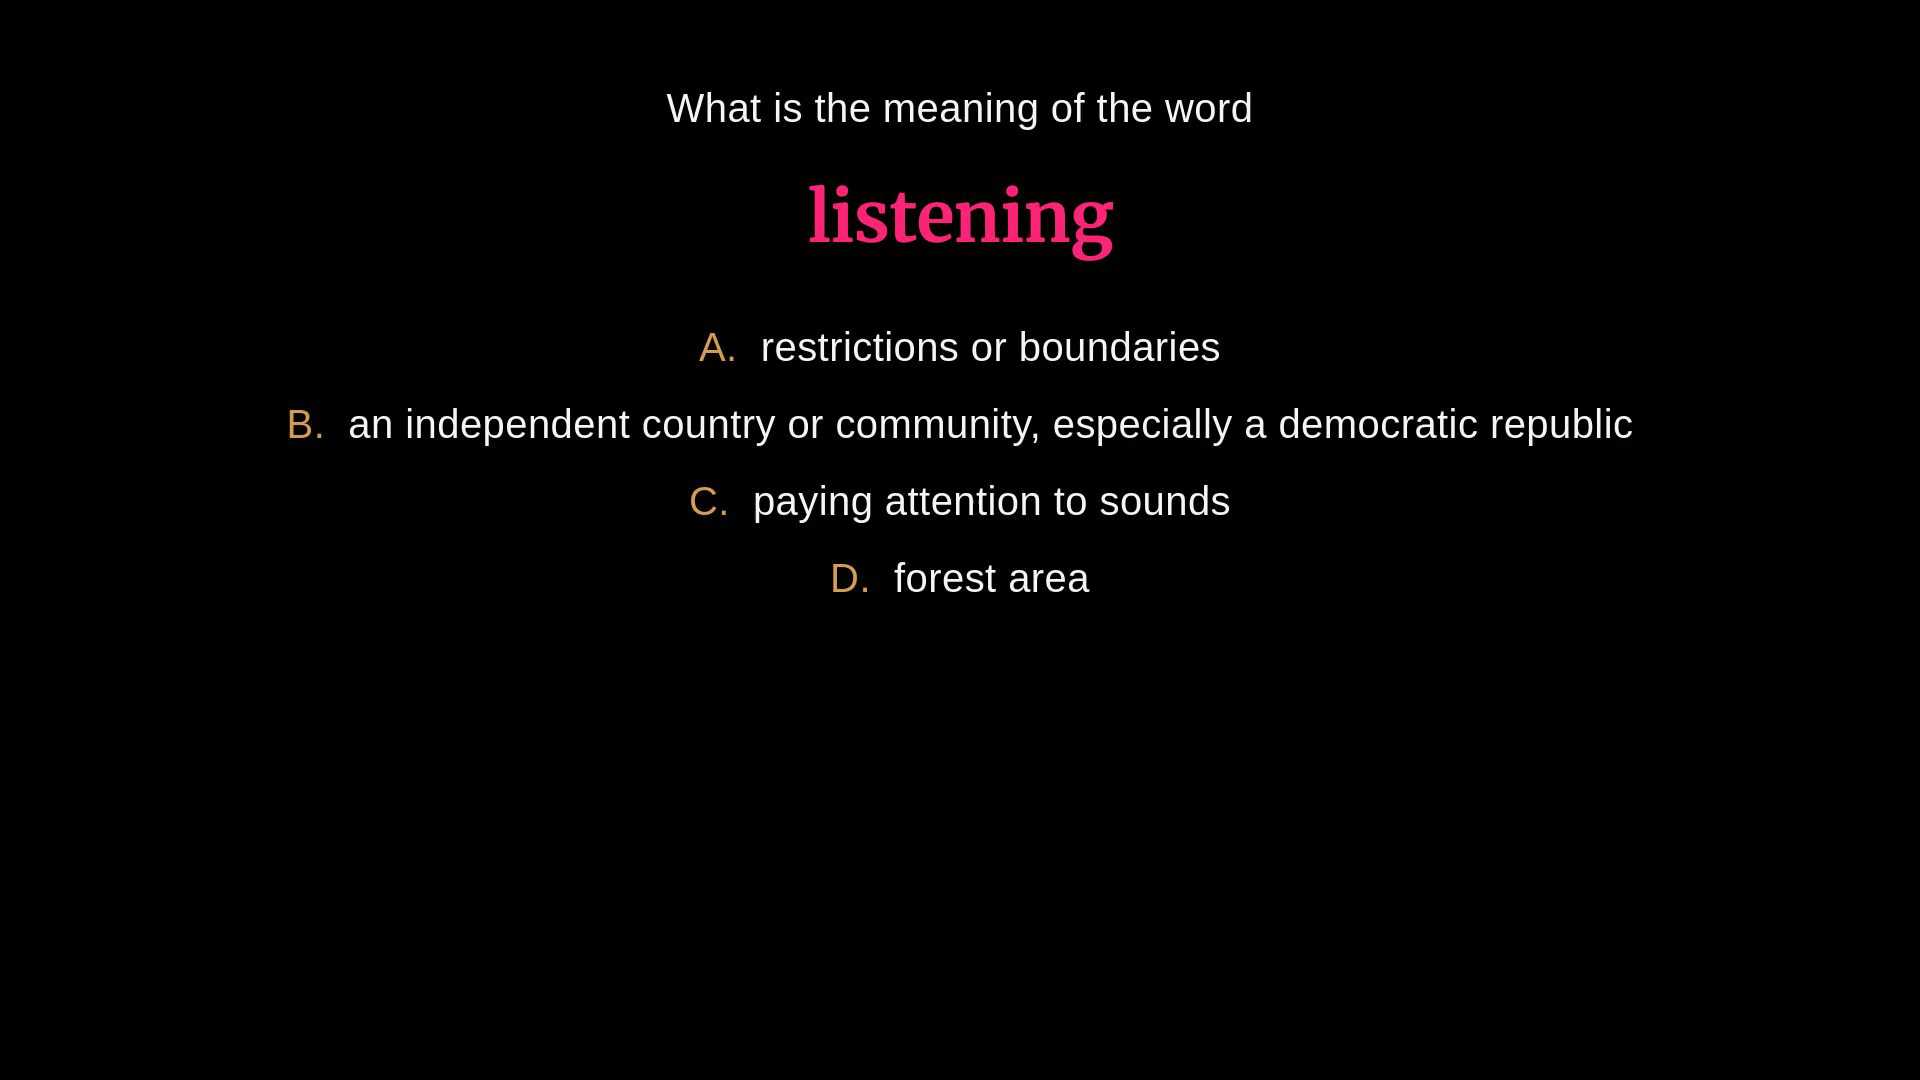 What is the meaning of the word
listening
A. restrictions or boundaries
B. an independent country or community, especially a democratic republic
C. paying attention to sounds
D. forest area